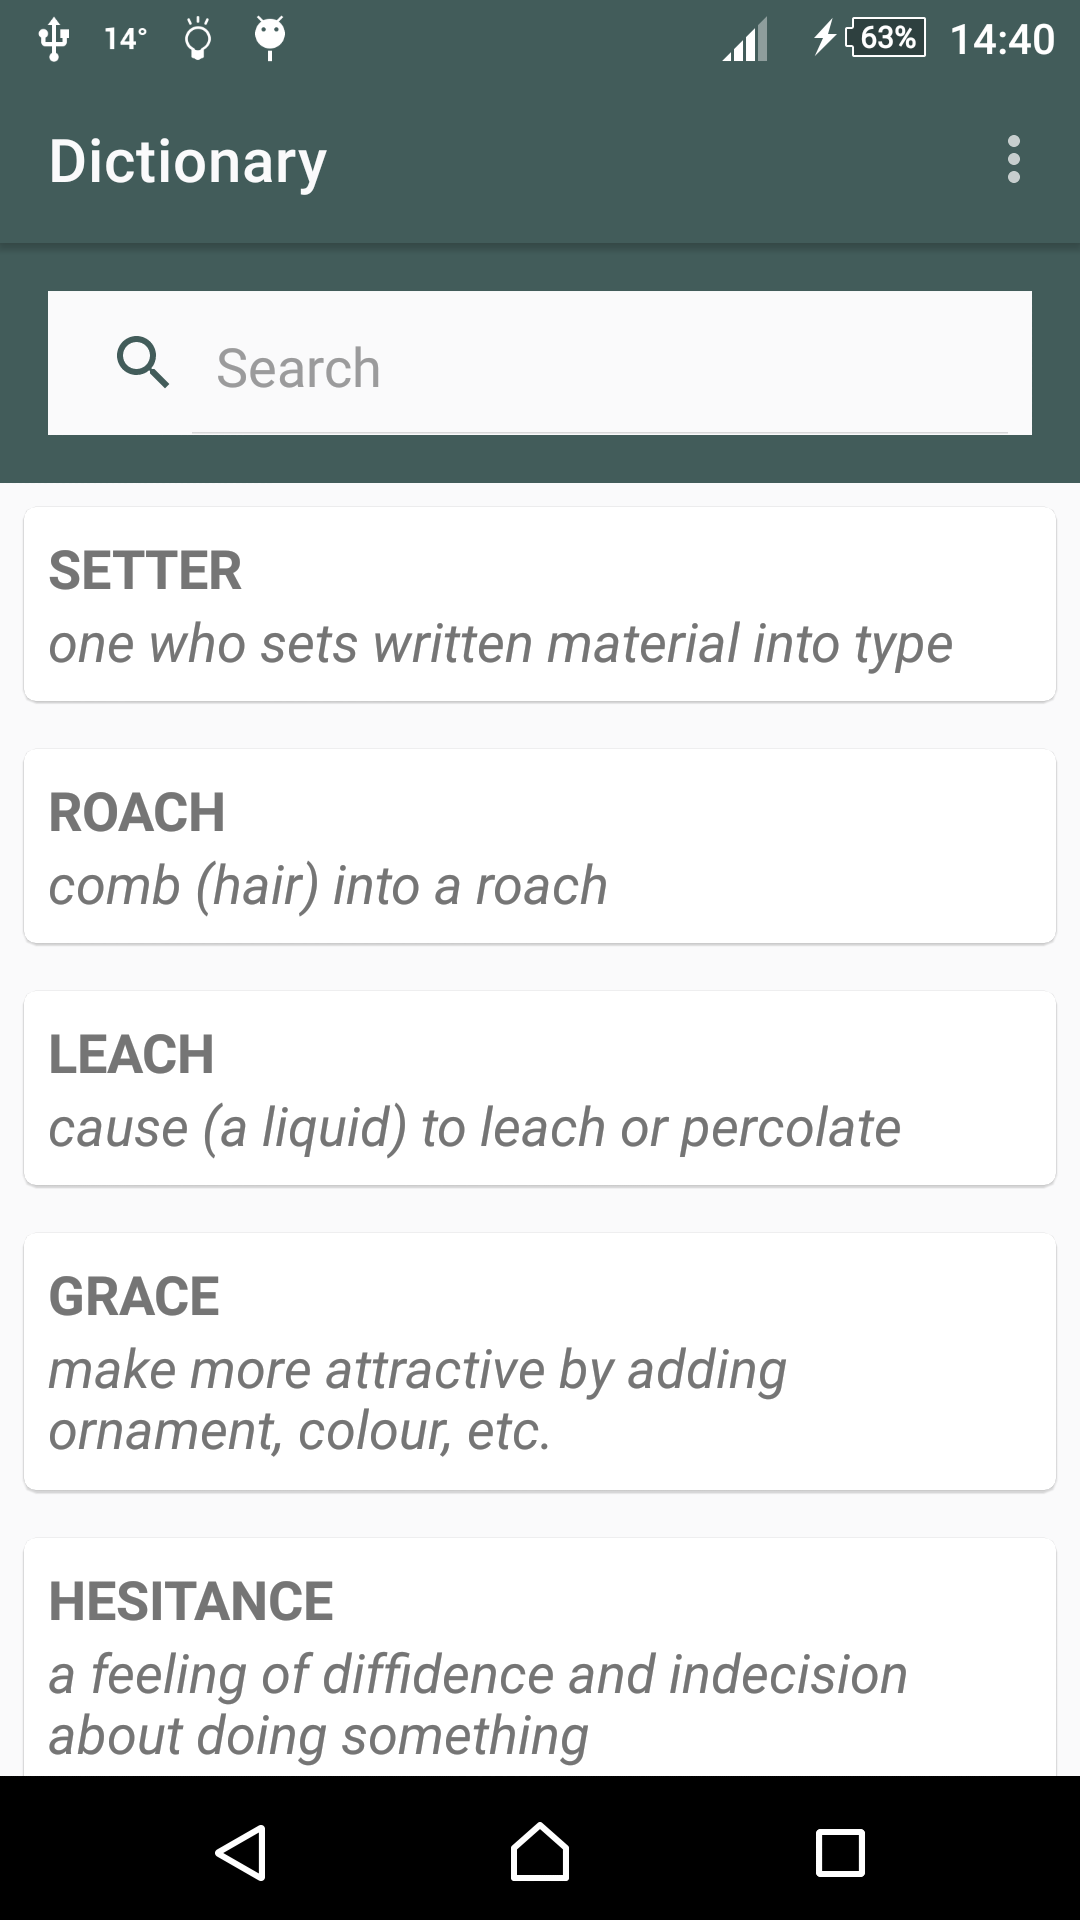 14° 63% 14:40
Dictionary
Search
SETTER
one who sets written material into type
ROACH
comb (hair) into a roach
LEACH
cause (a liquid) to leach or percolate
GRACE
make more attractive by adding
ornament, colour, etc.
HESITANCE
a feeling of diffidence and indecision
about doing something